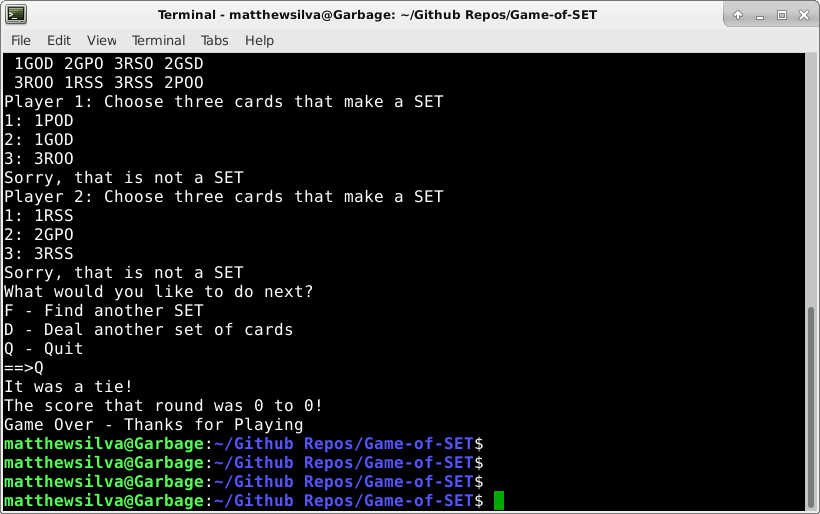 Terminal - matthewsilva@Garbage: ~/Github Repos/Game-of-SET
File Edit View Terminal Tabs Help
1GOD 2GPO 3RSO 2GSD
3ROO 1RSS 3RSS 2POO
Player 1: Choose three cards that make a SET
1: 1POD
2: 1GOD
3: 3ROO
Sorry, that is not a SET
Player 2: Choose three cards that make a SET
1: 1RSS
2: 2GPO
3: 3RSS
Sorry, that is not a SET
What would you like to do next?
F - Find another SET
D - Deal another set of cards
Q - Quit
==>Q
It was a tie!
The score that round was 0 to 0!
Game Over - Thanks for Playing
matthewsilva@Garbage:~/Github Repos/Game-of-SET$
matthewsilva@Garbage:~/Github Repos/Game-of-SET$
matthewsilva@Garbage:~/Github Repos/Game-of-SET$
matthewsilva@Garbage:~/Github Repos/Game-of-SET$